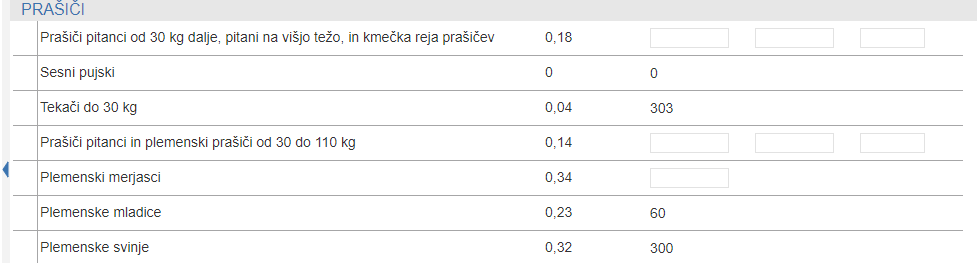 PRAŠIČI
Prašiči pitanci od 30 kg dalje, pitani na višjo težo, in kmečka reja prašičev 0,18
Sesni pujski 0 0
Tekači do 30 kg 0,04 303
Prašiči pitanci in plemenski prašiči od 30 do 110 kg 0,14
Plemenski merjasci 0,34
Plemenske mladice 0,23 60
Plemenske svinje 0,32 300